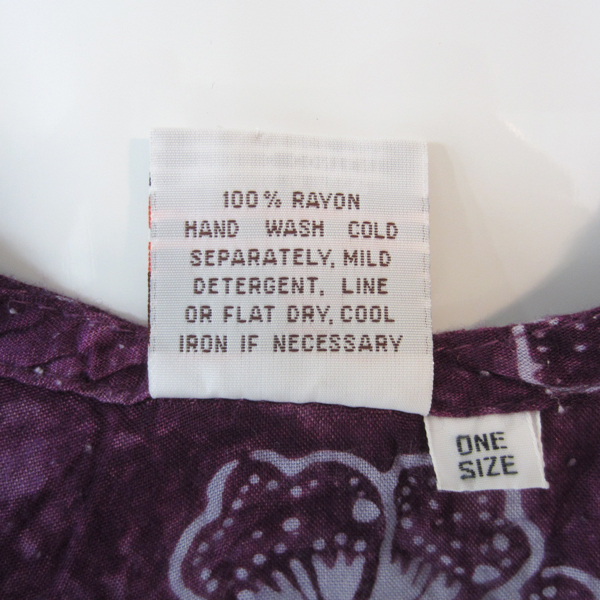 100% RAYON
HAND WASH COLD
SEPARATELY, MILD
DETERGENT, LINE
OR FLAT DRY, COOL
IRON IF NECESSARY
ONE
SIZE